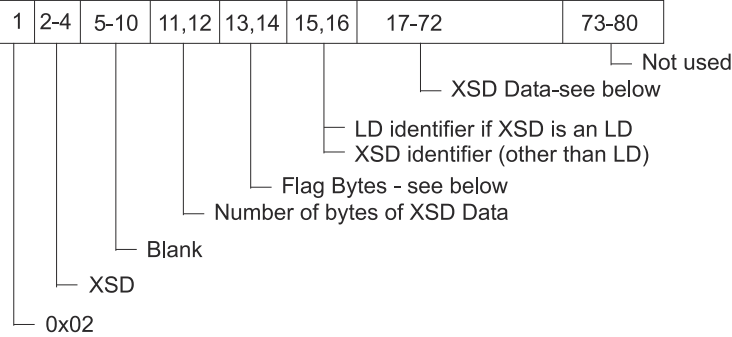 1 2-4 5-10 11,12 13,14 15,16 17-72 73-80
Not used
XSD Data-see below
LD identifier if XSD is an LD
XSD identifier (other than LD)
Flag Bytes - see below
Number of bytes of XSD Data
Blank
XSD
0x02